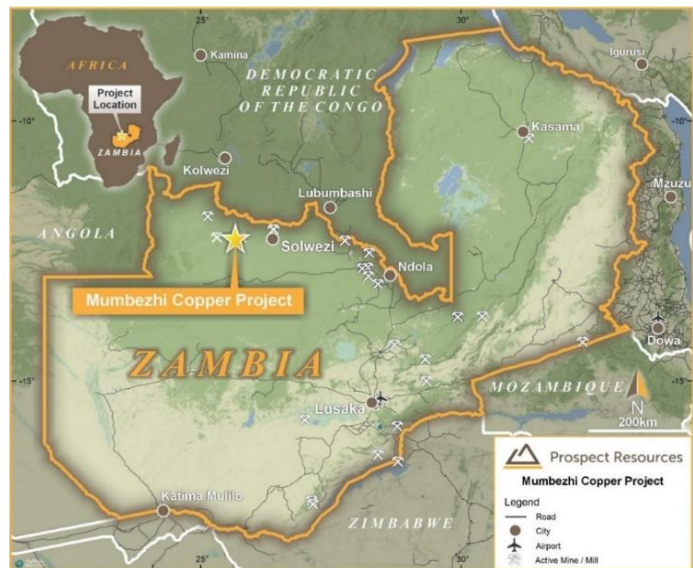 25
30
Kamina
Igurusi
AFRICA
DEMOCRATIC
REPUBLIC
OF THE CONGO
Project
Location
-10
-10
Kasama
ZAMBIA
Kolwezi
Lubumbashi
Mzuzu
ANGOLA
Solwezi
Ndola
Mumbezhi Copper Project
Dowa
ZAMBIA
-15
-15
MOZAMBIQUE
N
200km
Lusaka
Prospect Resources
Mumbezhi Copper Project
Legend
Road
City
Airport
Active Mine / Mill
Katima Mulilo
ZIMBABWE
25
30